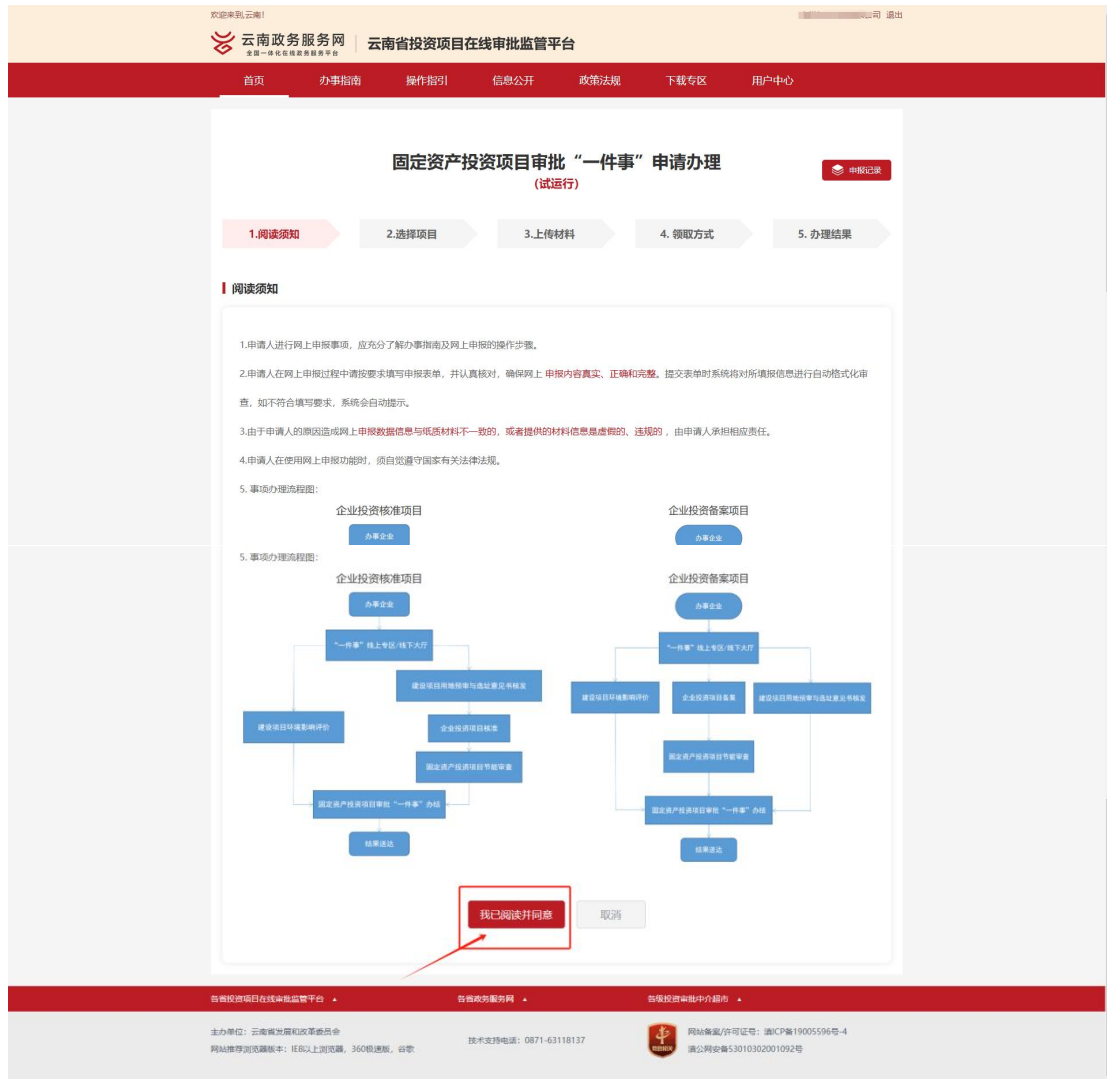 欢迎来到,云南!
司 退出
云南政务服务网
全国一体化在线政务服务平台
云南省投资项目在线审批监管平台
首页 办事指南 操作指引 信息公开 政策法规 下载专区 用户中心
固定资产投资项目审批“一件事”申请办理
(试运行)
申报记录
1.阅读须知 2.选择项目 3.上传材料 4. 领取方式 5. 办理结果
阅读须知
1.申请人进行网上申报事项，应充分了解办事指南及网上申报的操作步骤。
2.申请人在网上申报过程中请按要求填写申报表单，并认真核对，确保网上 申报内容真实、正确和完整。提交表单时系统将对所填报信息进行自动格式化审
查，如不符合填写要求，系统会自动提示。
3.由于申请人的原因造成网上申报数据信息与纸质材料不一致的，或者提供的材料信息是虚假的、违规的 ，由申请人承担相应责任。
4.申请人在使用网上申报功能时，须自觉遵守国家有关法律法规。
5. 事项办理流程图：
企业投资核准项目 企业投资备案项目
办事企业 办事企业
5. 事项办理流程图：
企业投资核准项目 企业投资备案项目
办事企业 办事企业
“一件事”线上专区/线下大厅 “一件事”线上专区/线下大厅
建设项目用地预审与选址意见书核发 建设项目环境影响评价 企业投资项目备案 建设项目用地预审与选址意见书核发
建设项目环境影响评价 企业投资项目核准
固定资产投资项目节能审查 固定资产投资项目节能审查
固定资产投资项目审批“一件事”办结 固定资产投资项目审批“一件事”办结
结果送达 结果送达
我已阅读并同意 取消
各省投资项目在线审批监管平台 各省政务服务网 各级投资审批中介超市
主办单位：云南省发展和改革委员会
网站推荐浏览器版本：IE8以上浏览器，360极速版，谷歌
技术支持电话：0871-63118137
党政机关
网站备案/许可证号：滇ICP备19005596号-4
滇公网安备53010302001092号